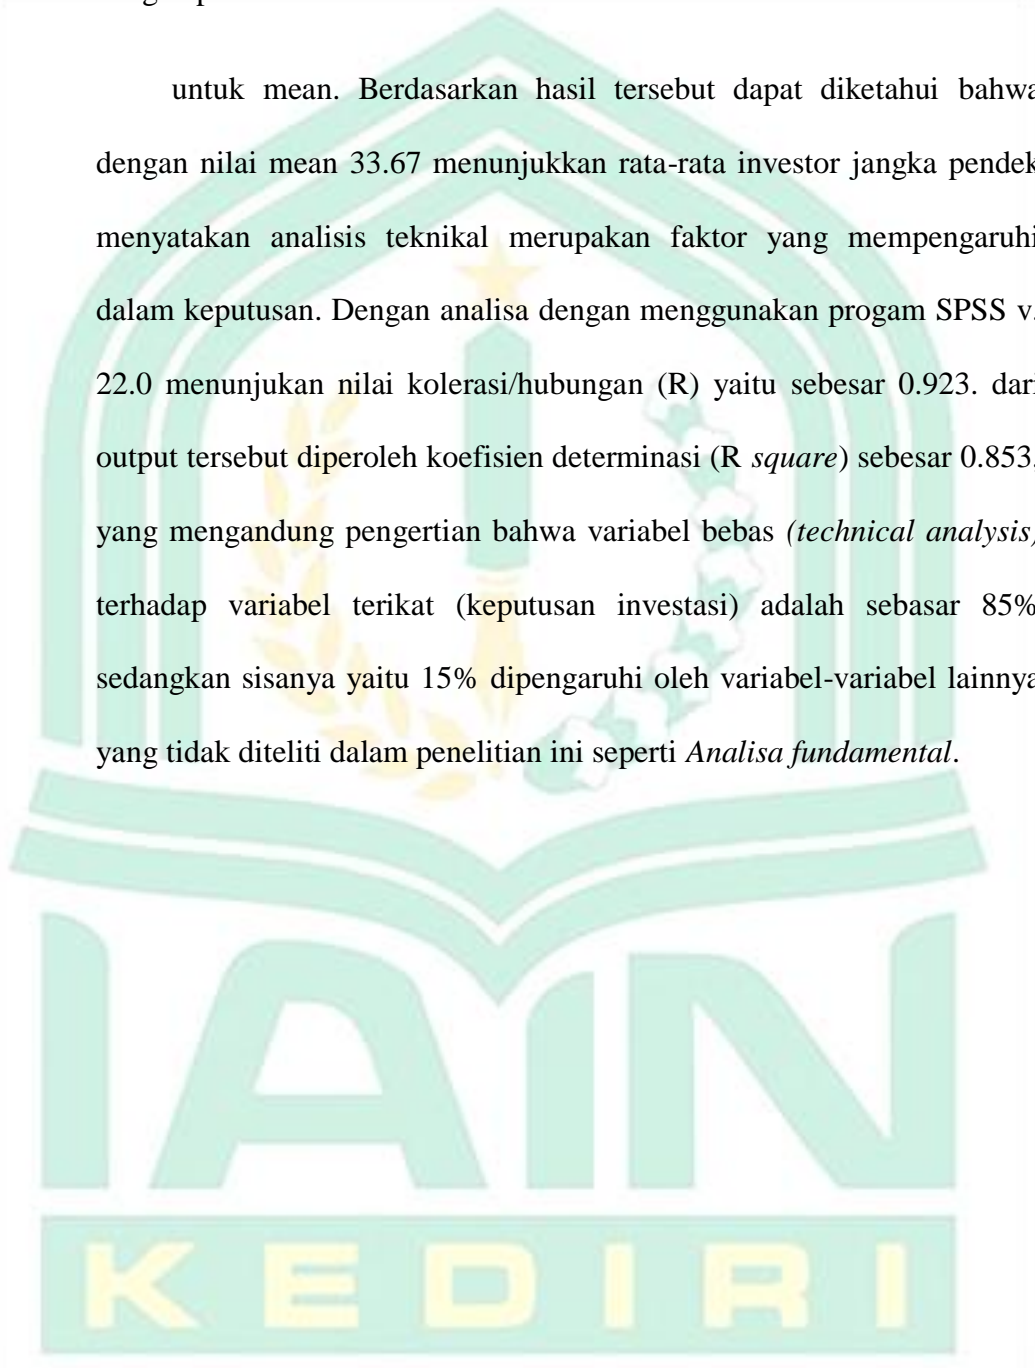 untuk mean. Berdasarkan hasil tersebut dapat diketahui bahwa
dengan nilai mean 33.67 menunjukkan rata-rata investor jangka pendek
menyatakan analisis teknikal merupakan faktor yang mempengaruhi
dalam keputusan. Dengan analisa dengan menggunakan progam SPSS v.
22.0 menunjukan nilai kolerasi/hubungan (R) yaitu sebesar 0.923. dari
output tersebut diperoleh koefisien determinasi (R square) sebesar 0.853,
yang mengandung pengertian bahwa variabel bebas (technical analysis)
terhadap variabel terikat (keputusan investasi) adalah sebasar 85%
sedangkan sisanya yaitu 15% dipengaruhi oleh variabel-variabel lainnya
yang tidak diteliti dalam penelitian ini seperti Analisa fundamental.
IAIN
KEDIRI